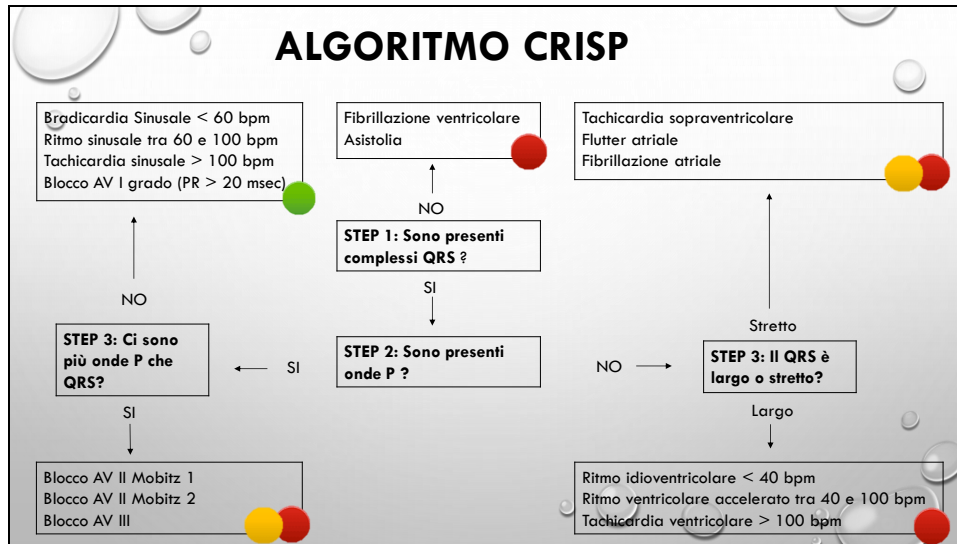 ALGORITMO CRISP
Bradicardia Sinusale < 60 bpm
Ritmo sinusale tra 60 e 100 bpm
Tachicardia sinusale > 100 bpm
Blocco AV I grado (PR > 20 msec)
Fibrillazione ventricolare
Asistolia
Tachicardia sopraventricolare
Flutter atriale
Fibrillazione atriale
NO
STEP 1: Sono presenti
complessi QRS ?
SI
NO
STEP 3: Ci sono
più onde P che
QRS?
SI
STEP 2: Sono presenti
onde P ?
NO
Stretto
STEP 3: Il QRS è
largo o stretto?
SI
Largo
Blocco AV II Mobitz 1
Blocco AV II Mobitz 2
Blocco AV III
Ritmo idioventricolare < 40 bpm
Ritmo ventricolare accelerato tra 40 e 100 bpm
Tachicardia ventricolare > 100 bpm